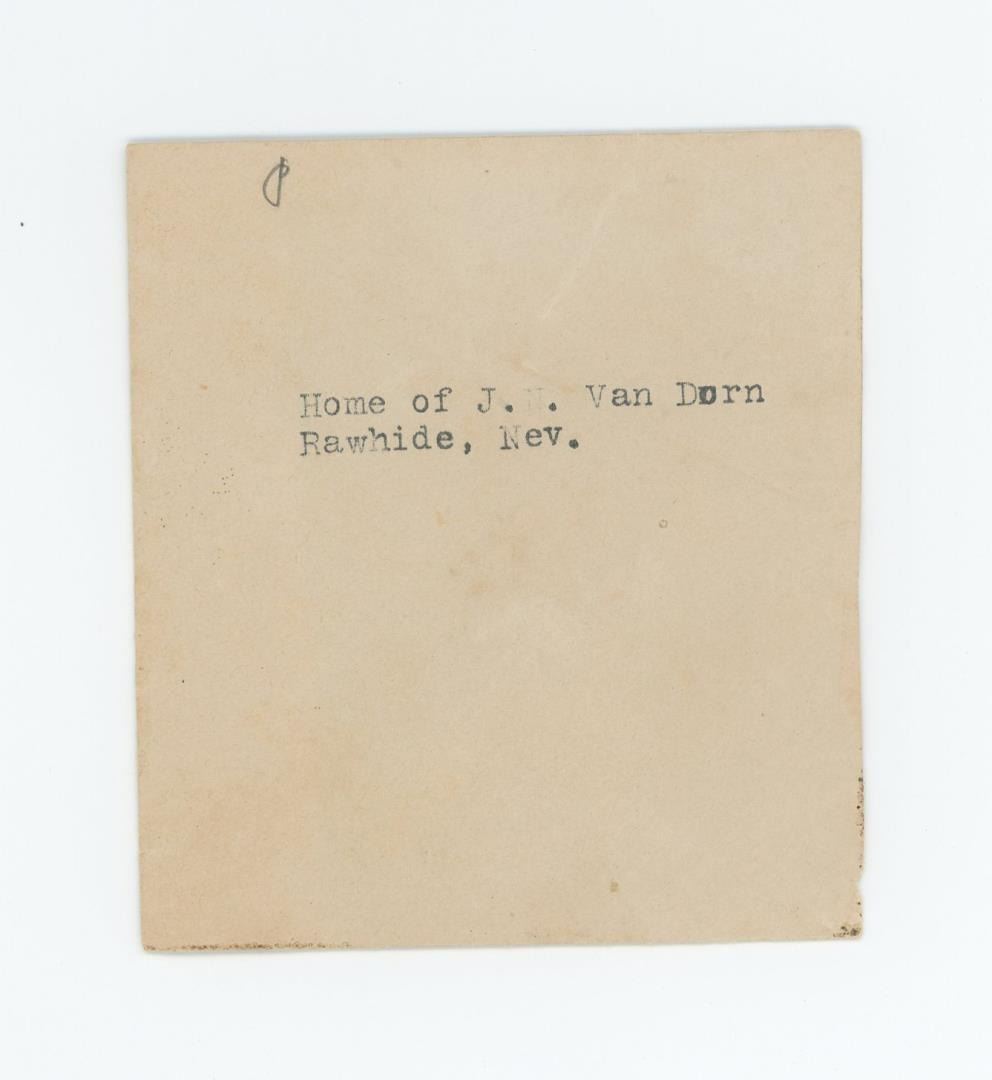 Home of J. N. Van Dorn
Rawhide, Nev.